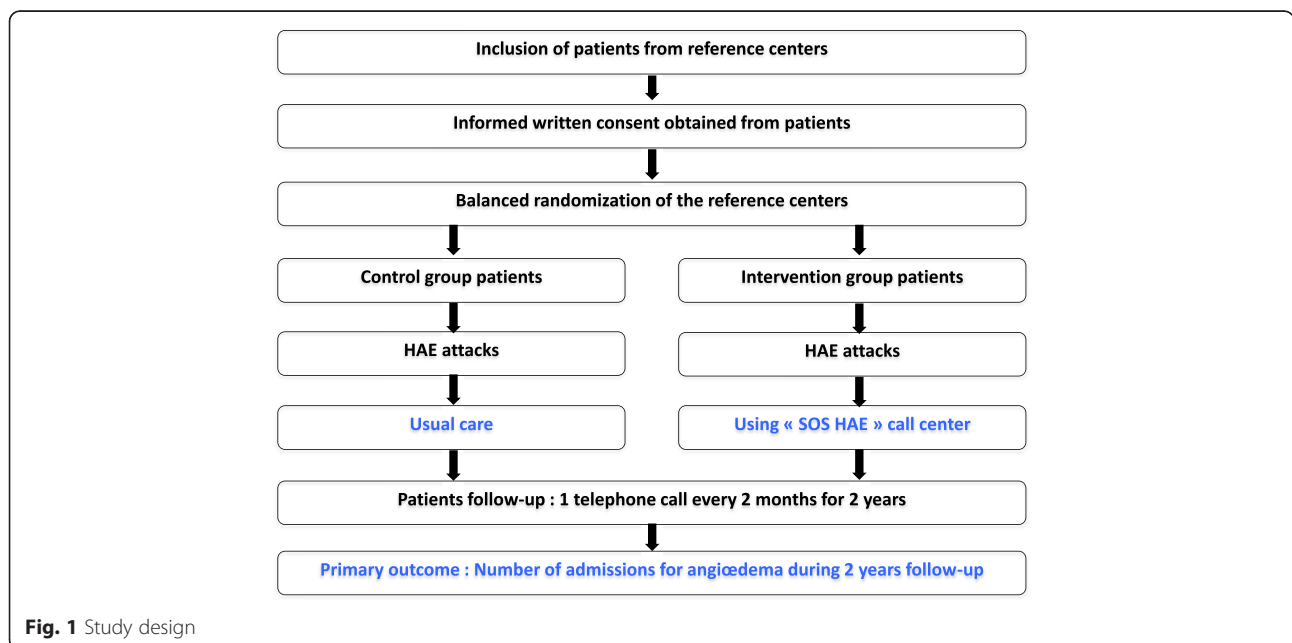 Inclusion of patients from reference centers
Informed written consent obtained from patients
Balanced randomization of the reference centers
Control group patients
Intervention group patients
HAE attacks
HAE attacks
Usual care
Using « SOS HAE » call center
Patients follow-up : 1 telephone call every 2 months for 2 years
Primary outcome : Number of admissions for angiœdema during 2 years follow-up
Fig. 1 Study design